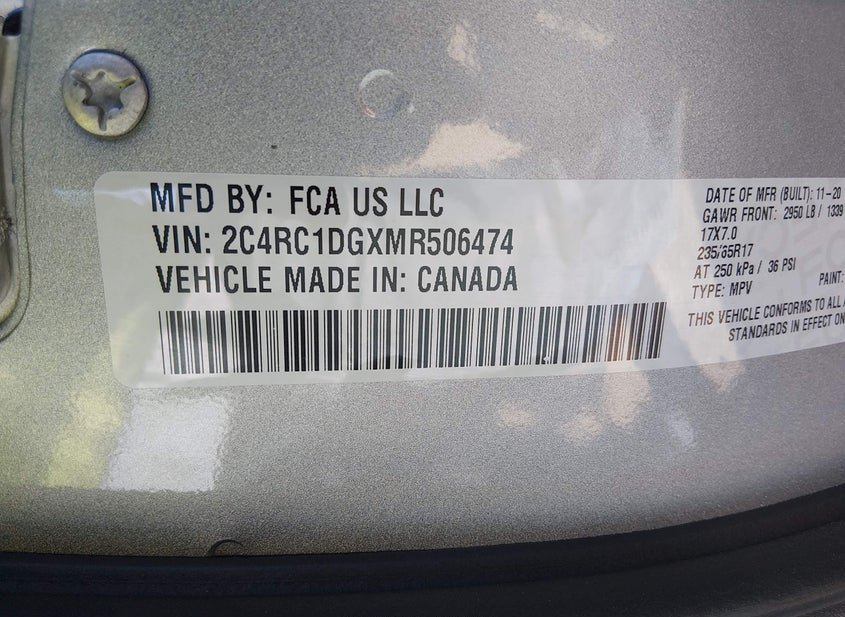 MFD BY: FCA US LLC
VIN: 2C4RC1DGXMR506474
VEHICLE MADE IN: CANADA
DATE OF MFR (BUILT): 11-20
GAWR FRONT: 2950 LB / 1339
17X7.0
235/65R17
AT 250 kPa / 36 PSI
TYPE: MPV
PAINT:
THIS VEHICLE CONFORMS TO ALL
STANDARDS IN EFFECT ON